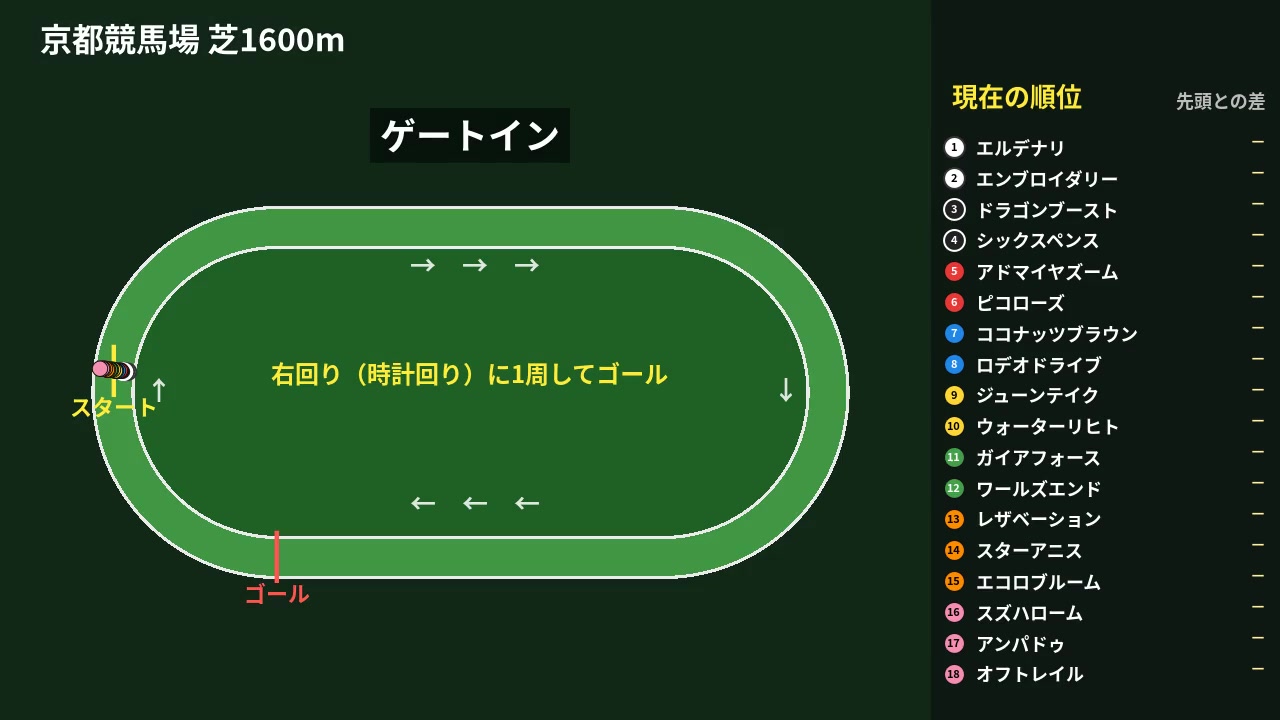 京都競馬場 芝1600m
ゲートイン
→ → →
右回り（時計回り）に1周してゴール
↑
↓
スタート
← ← ←
ゴール
現在の順位 先頭との差
1 エルデナリ –
2 エンブロイダリー –
3 ドラゴンブースト –
4 シックスペンス –
5 アドマイヤズーム –
6 ピコローズ –
7 ココナッツブラウン –
8 ロデオドライブ –
9 ジューンテイク –
10 ウォーターリヒト –
11 ガイアフォース –
12 ワールズエンド –
13 レザベーション –
14 スターアニス –
15 エコロブルーム –
16 スズハローム –
17 アンパドゥ –
18 オフトレイル –